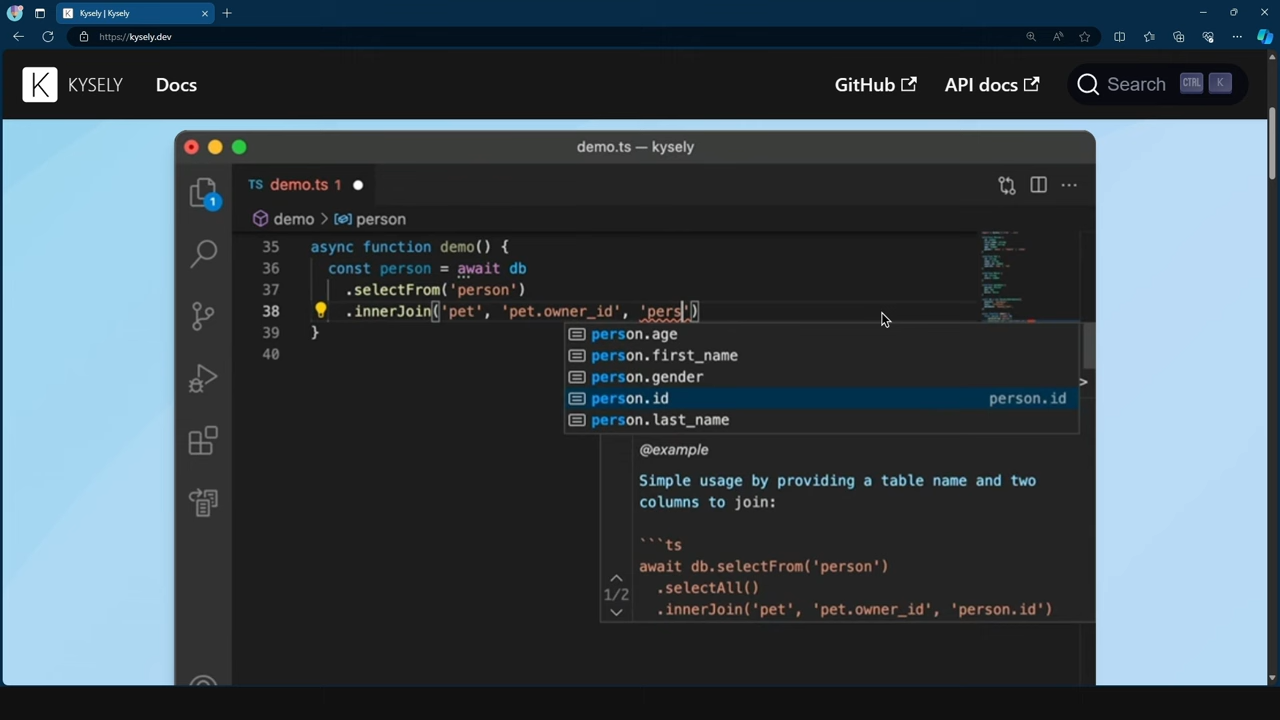 Kysely | Kysely
https://kysely.dev
K KYSELY Docs GitHub API docs Search CTRL K
demo.ts — kysely
TS demo.ts 1
1
demo > person
35 async function demo() {
36 const person = await db
37 .selectFrom('person')
38 .innerJoin('pet', 'pet.owner_id', 'pers')
39 }
40
person.age
person.first_name
person.gender
person.id person.id
person.last_name
@example
Simple usage by providing a table name and two
columns to join:
```ts
await db.selectFrom('person')
.selectAll()
1/2
.innerJoin('pet', 'pet.owner_id', 'person.id')